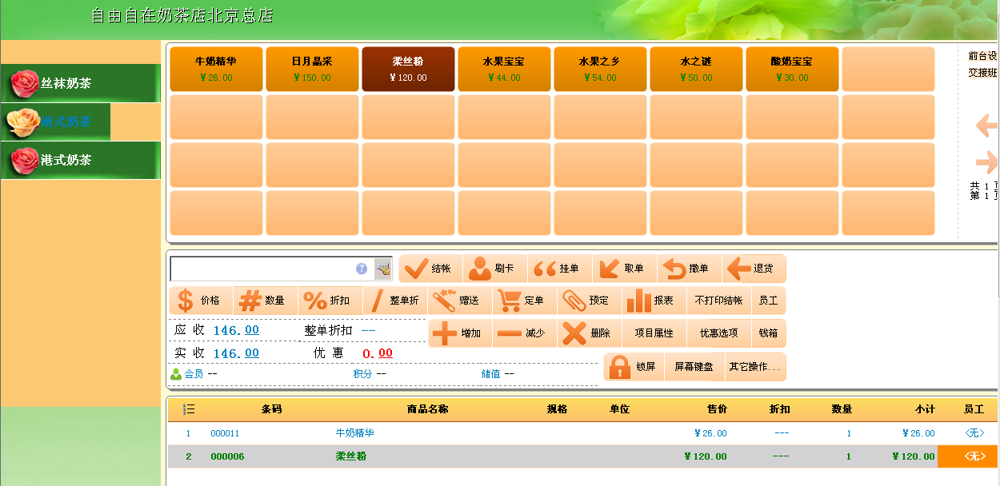 自由自在奶茶店北京总店
丝袜奶茶
港式奶茶
港式奶茶
牛奶精华 日月晶采 柔丝粉 水果宝宝 水果之乡 水之谜 酸奶宝宝
¥26.00 ¥150.00 ¥120.00 ¥44.00 ¥54.00 ¥50.00 ¥30.00
前台设
交接班
共 1 页
第 1 页
结帐 刷卡 挂单 取单 撤单 退货
$ 价格 # 数量 % 折扣 整单折 赠送 定单 预定 报表 不打印结帐 员工
应 收 146.00 整单折扣 --
增加 减少 删除 项目属性 优惠选项 钱箱
实 收 146.00 优 惠 0.00
锁屏 屏幕键盘 其它操作...
会员 -- 积分 -- 储值 --
条码 商品名称 规格 单位 售价 折扣 数量 小计 员工
1 000011 牛奶精华 ¥26.00 --- 1 ¥26.00 <无>
2 000006 柔丝粉 ¥120.00 --- 1 ¥120.00 <无>